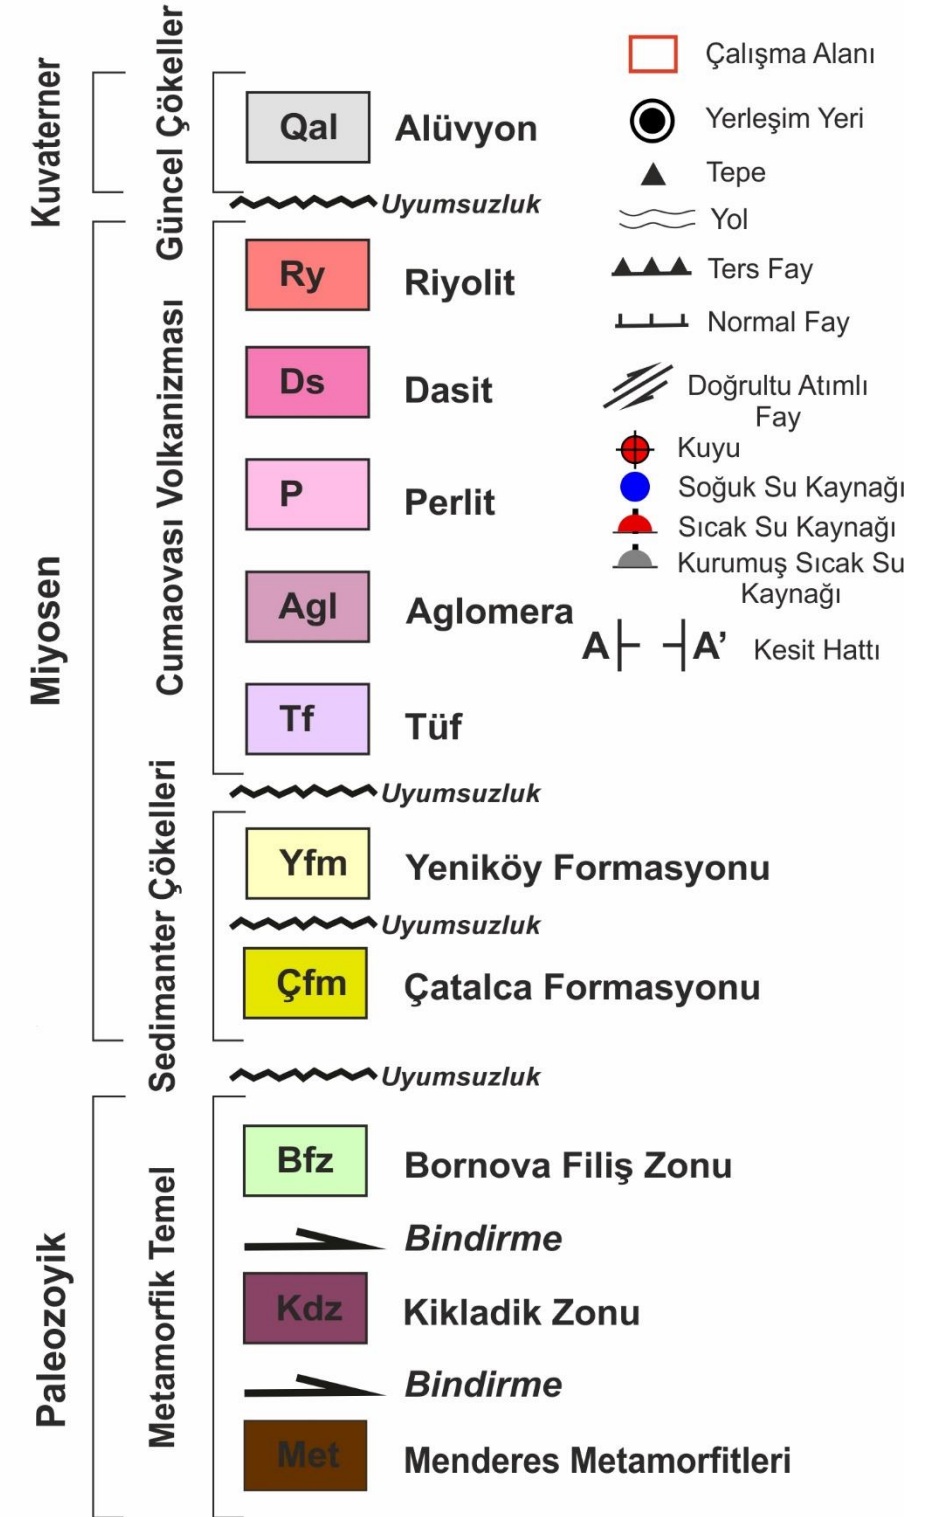 Kuvaterner
Güncel Çökeller
Qal Alüvyon
Uyumsuzluk
Miyosen
Cumaovası Volkanizması
Ry Riyolit
Ds Dasit
P Perlit
Agl Aglomera
Tf Tüf
Uyumsuzluk
Sedimanter Çökelleri
Yfm Yeniköy Formasyonu
Uyumsuzluk
Çfm Çatalca Formasyonu
Uyumsuzluk
Paleozoyik
Metamorfik Temel
Bfz Bornova Filiş Zonu
Bindirme
Kdz Kikladik Zonu
Bindirme
Met Menderes Metamorfitleri
Çalışma Alanı
Yerleşim Yeri
Tepe
Yol
Ters Fay
Normal Fay
Doğrultu Atımlı
Fay
Kuyu
Soğuk Su Kaynağı
Sıcak Su Kaynağı
Kurumuş Sıcak Su
Kaynağı
A A' Kesit Hattı